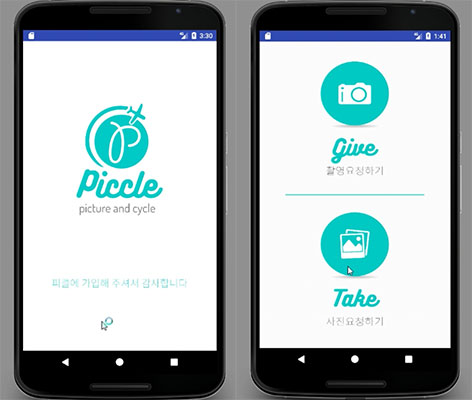 3:30
Piccle
picture and cycle
피클에 가입해 주셔서 감사합니다
1:41
Give
촬영요청하기
Take
사진요청하기